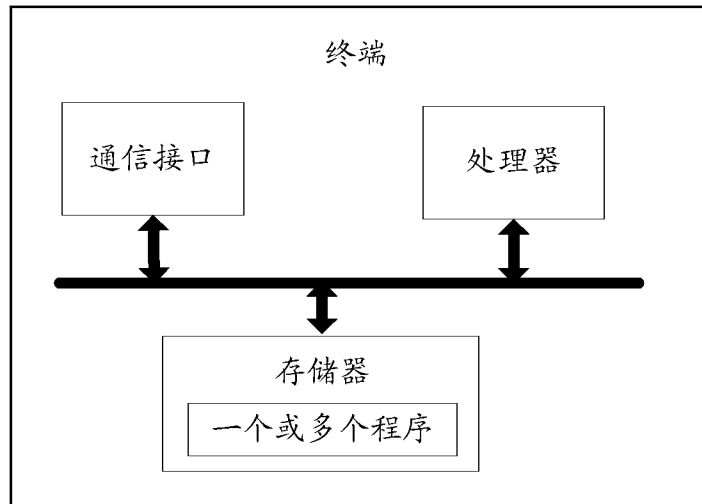 终端
通信接口
处理器
存储器
一个或多个程序